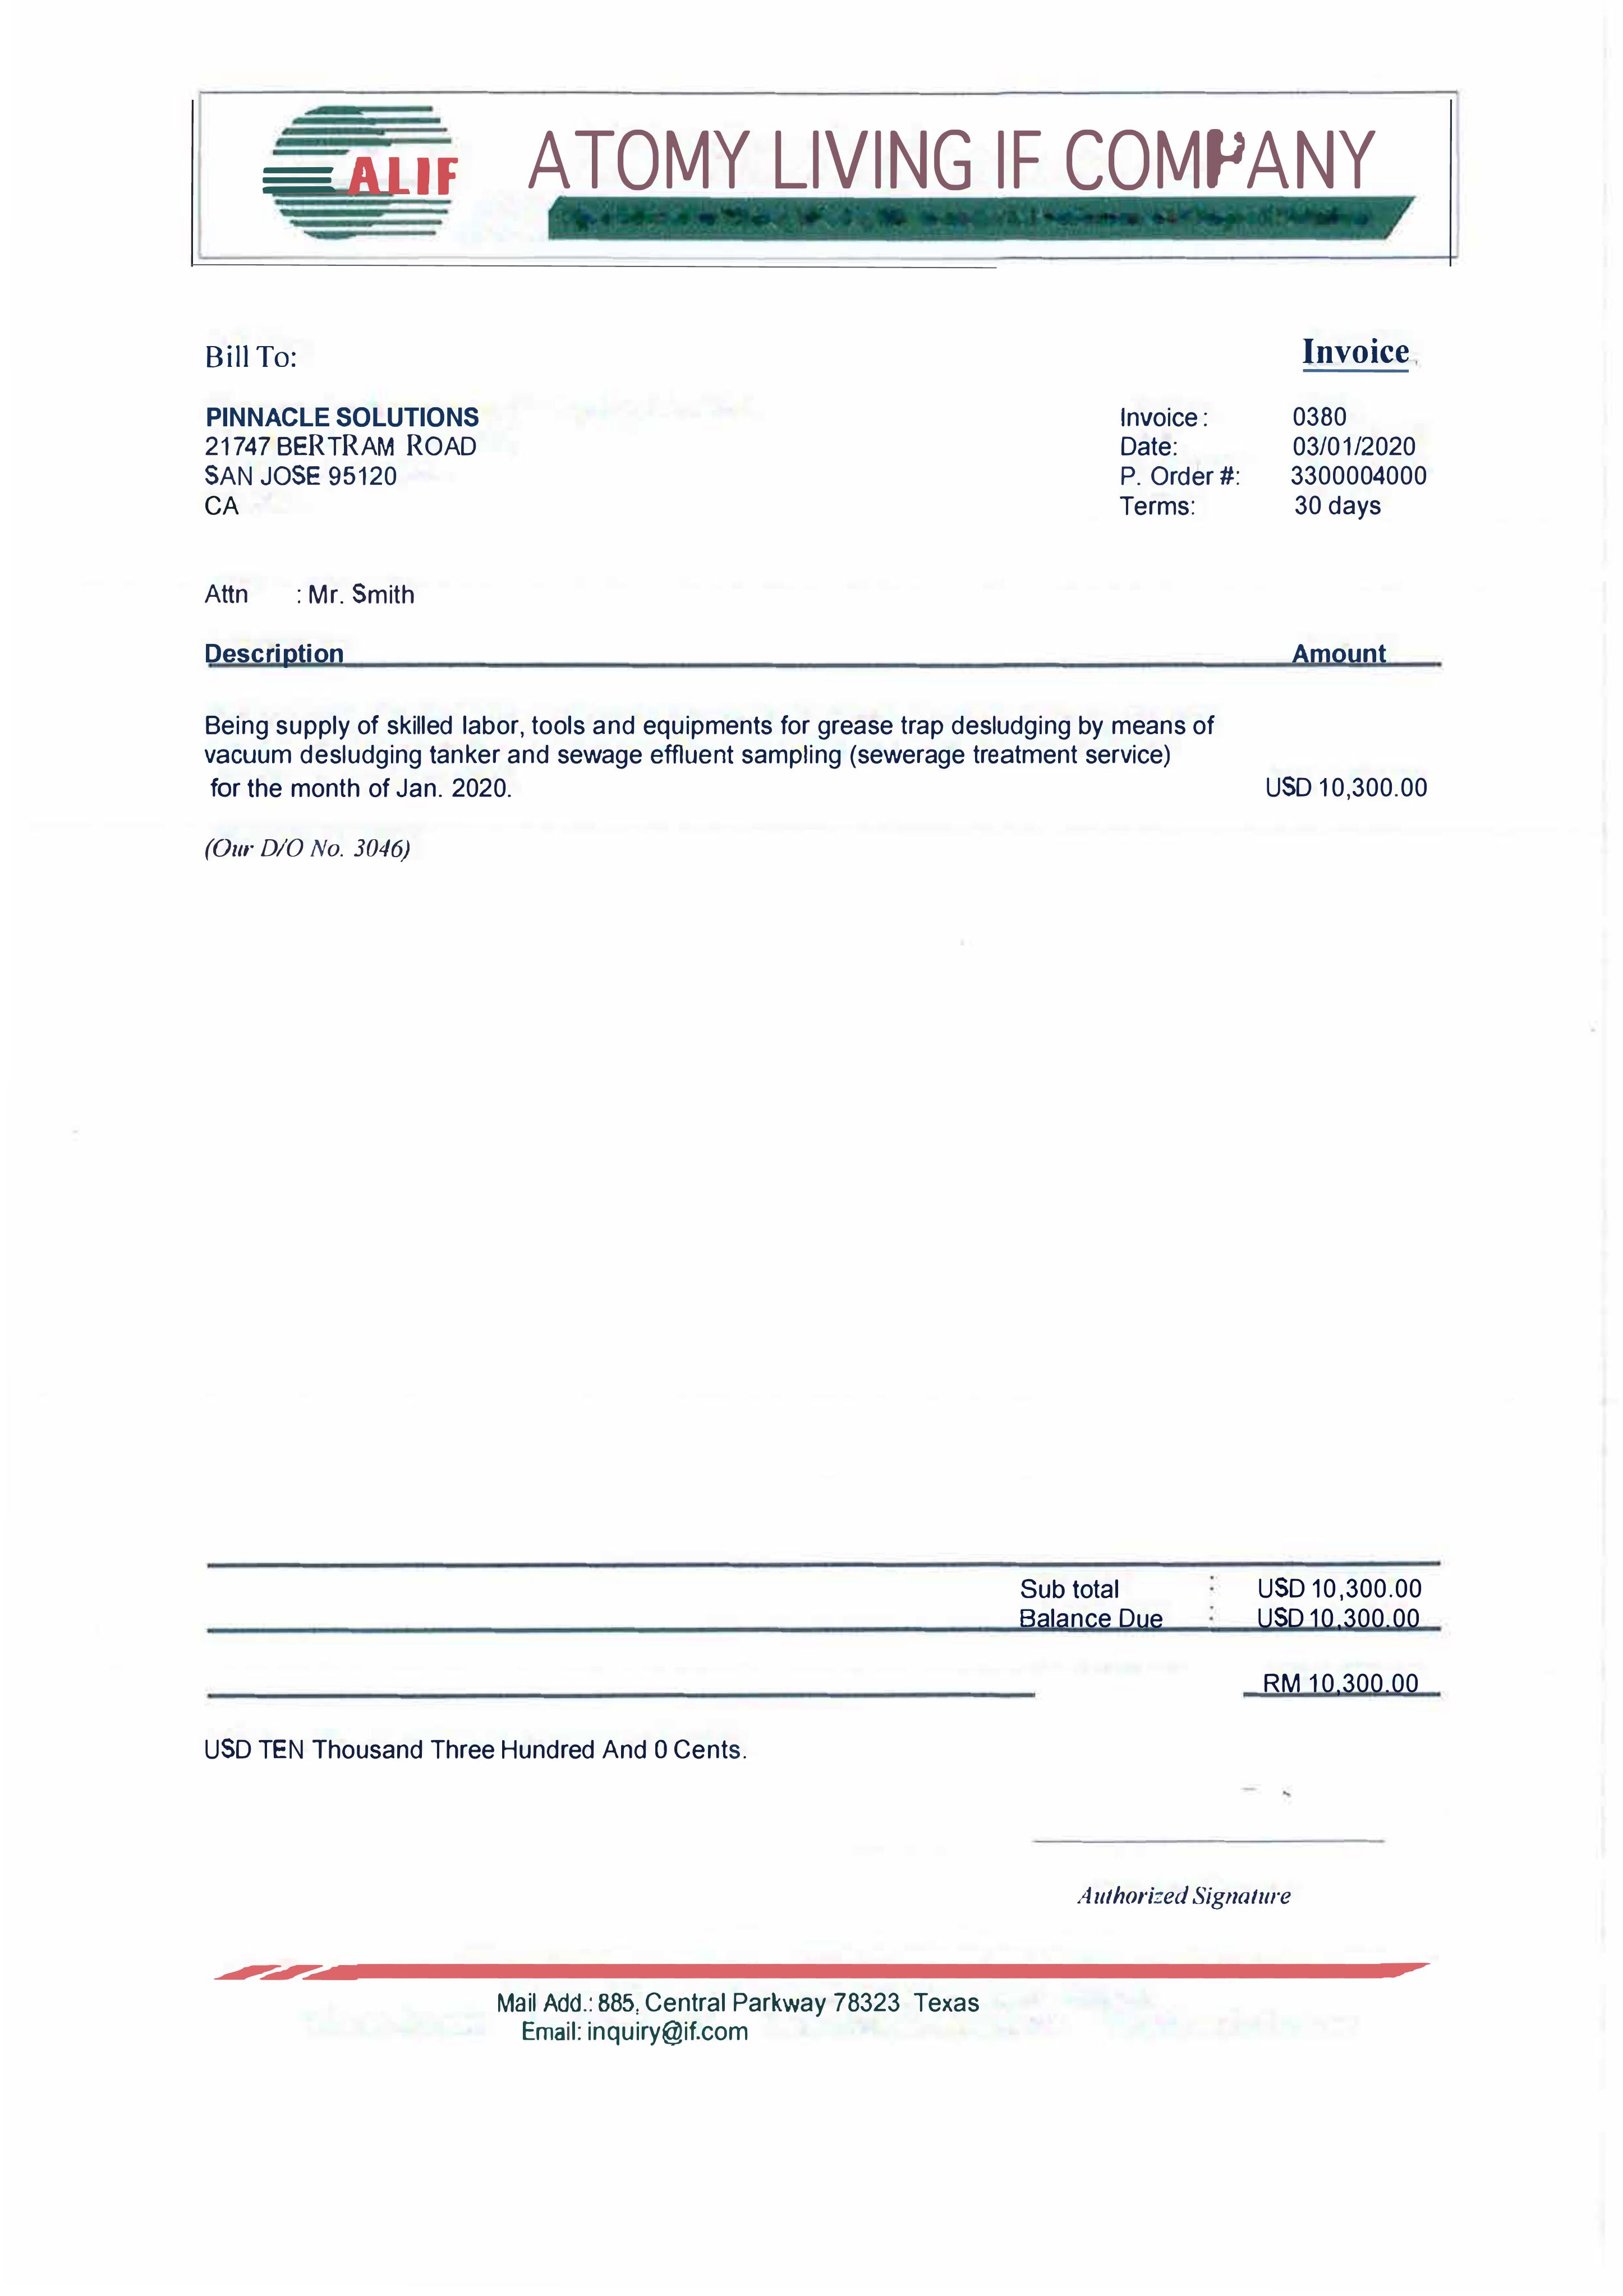 ALIF
ATOMY LIVING IF COMPANY
Bill To:
Invoice
PINNACLE SOLUTIONS
21747 BERTRAM ROAD
SAN JOSE 95120
CA
Invoice : 0380
Date: 03/01/2020
P. Order #: 3300004000
Terms: 30 days
Attn : Mr. Smith
Description Amount
Being supply of skilled labor, tools and equipments for grease trap desludging by means of
vacuum desludging tanker and sewage effluent sampling (sewerage treatment service)
for the month of Jan. 2020. USD 10,300.00
(Our D/O No. 3046)
Sub total : USD 10,300.00
Balance Due : USD 10,300.00
RM 10,300.00
USD TEN Thousand Three Hundred And 0 Cents.
Authorized Signature
Mail Add.: 885, Central Parkway 78323 Texas
Email: inquiry@if.com